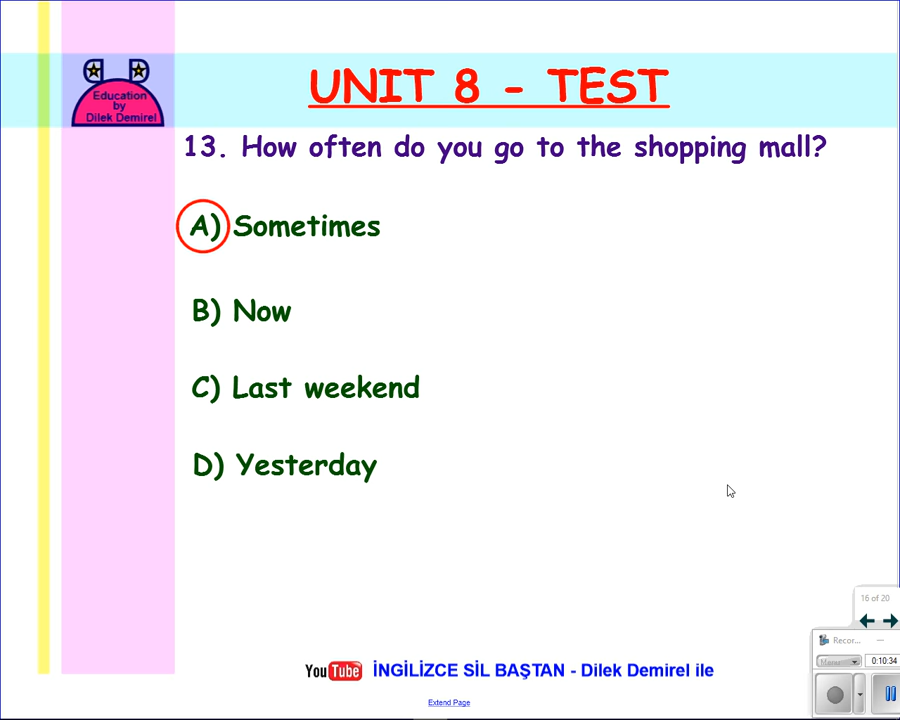 UNIT 8 - TEST
Education
by
Dilek Demirel
13. How often do you go to the shopping mall?
A) Sometimes
B) Now
C) Last weekend
D) Yesterday
16 of 20
Recor...
Menu
0:10:34
YouTube İNGİLİZCE SİL BAŞTAN - Dilek Demirel ile
Extend Page